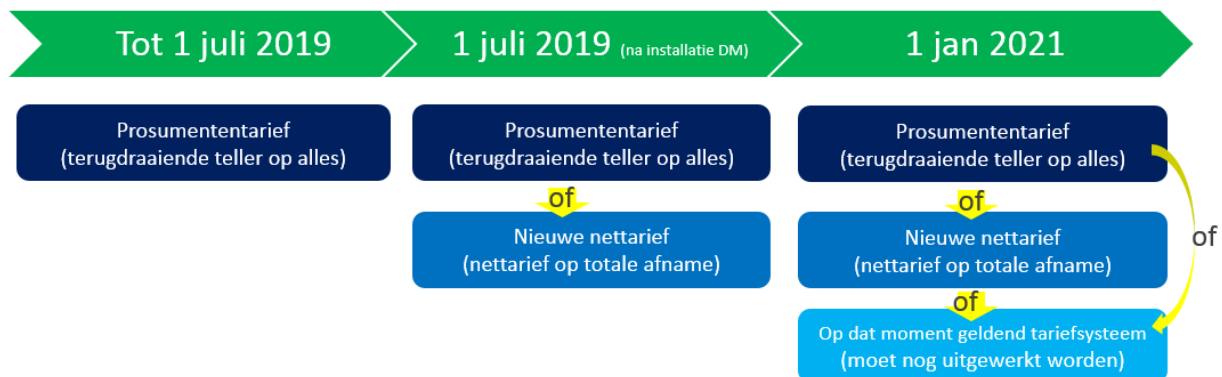 Tot 1 juli 2019
1 juli 2019 (na installatie DM)
1 jan 2021
Prosumententarief
(terugdraaiende teller op alles)
Prosumententarief
(terugdraaiende teller op alles)
of
Nieuwe nettarief
(nettarief op totale afname)
Prosumententarief
(terugdraaiende teller op alles)
of
Nieuwe nettarief
(nettarief op totale afname)
of
Op dat moment geldend tariefsysteem
(moet nog uitgewerkt worden)
of